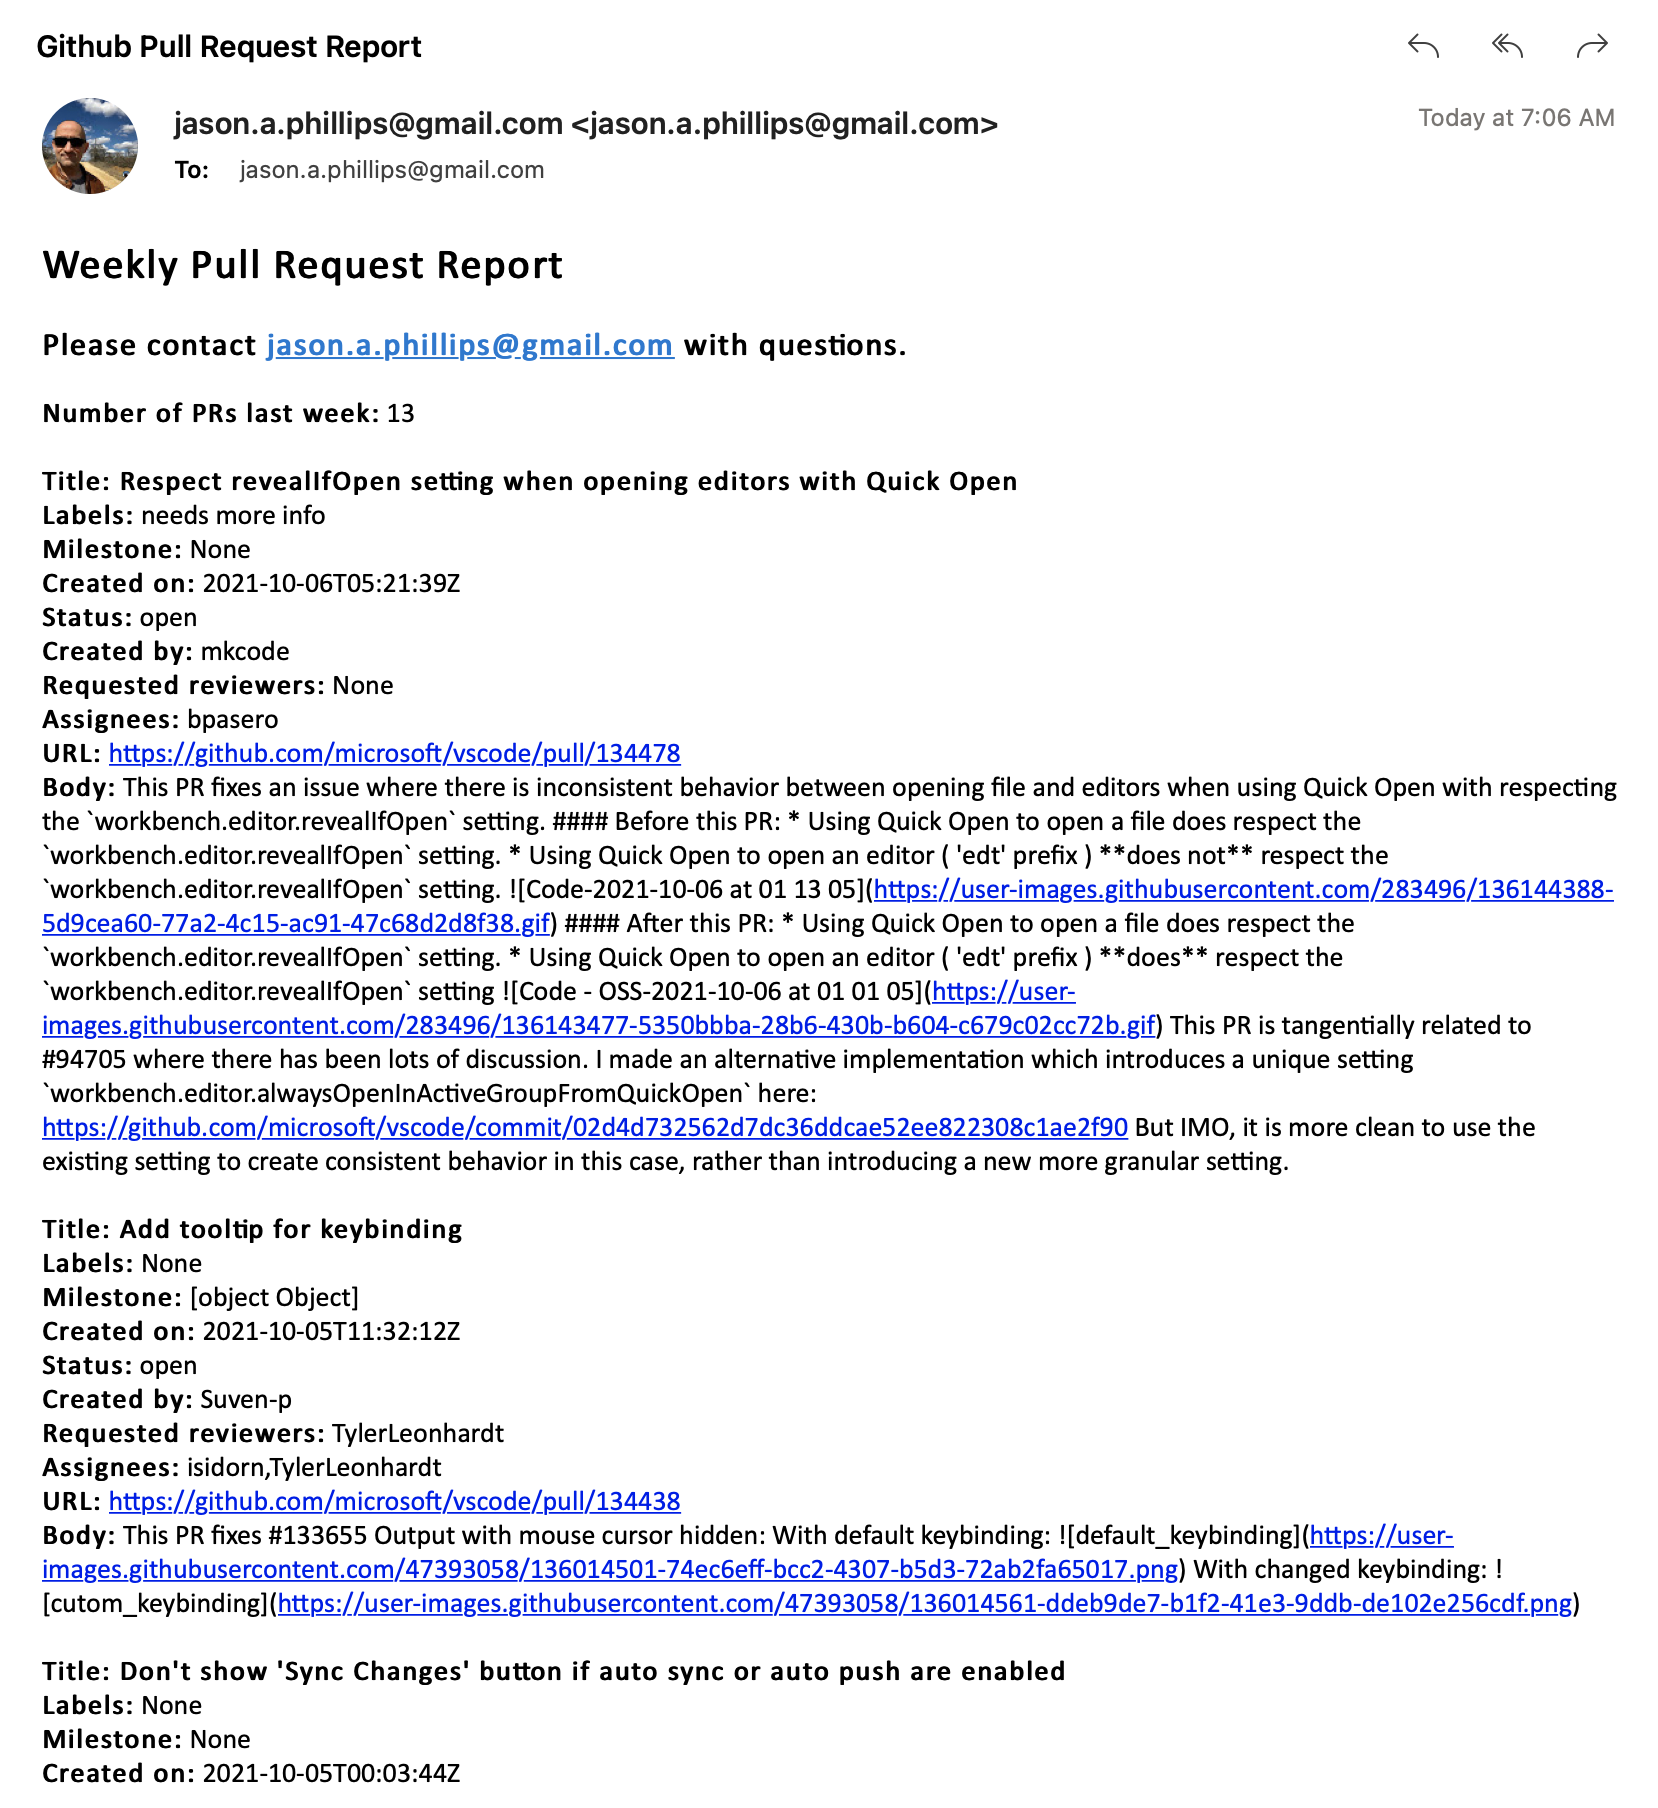 Github Pull Request Report
jason.a.phillips@gmail.com <jason.a.phillips@gmail.com>
Today at 7:06 AM
To: jason.a.phillips@gmail.com
Weekly Pull Request Report
Please contact jason.a.phillips@gmail.com with questions.
Number of PRs last week: 13
Title: Respect revealIfOpen setting when opening editors with Quick Open
Labels: needs more info
Milestone: None
Created on: 2021-10-06T05:21:39Z
Status: open
Created by: mkcode
Requested reviewers: None
Assignees: bpasero
URL: https://github.com/microsoft/vscode/pull/134478
Body: This PR fixes an issue where there is inconsistent behavior between opening file and editors when using Quick Open with respecting
the `workbench.editor.revealIfOpen` setting. #### Before this PR: * Using Quick Open to open a file does respect the
`workbench.editor.revealIfOpen` setting. * Using Quick Open to open an editor ( 'edt' prefix ) **does not** respect the
`workbench.editor.revealIfOpen` setting. ![Code-2021-10-06 at 01 13 05](https://user-images.githubusercontent.com/283496/136144388-
5d9cea60-77a2-4c15-ac91-47c68d2d8f38.gif) #### After this PR: * Using Quick Open to open a file does respect the
`workbench.editor.revealIfOpen` setting. * Using Quick Open to open an editor ( 'edt' prefix ) **does** respect the
`workbench.editor.revealIfOpen` setting ![Code - OSS-2021-10-06 at 01 01 05](https://user-
images.githubusercontent.com/283496/136143477-5350bbba-28b6-430b-b604-c679c02cc72b.gif) This PR is tangentially related to
#94705 where there has been lots of discussion. I made an alternative implementation which introduces a unique setting
`workbench.editor.alwaysOpenInActiveGroupFromQuickOpen` here:
https://github.com/microsoft/vscode/commit/02d4d732562d7dc36ddcae52ee822308c1ae2f90 But IMO, it is more clean to use the
existing setting to create consistent behavior in this case, rather than introducing a new more granular setting.
Title: Add tooltip for keybinding
Labels: None
Milestone: [object Object]
Created on: 2021-10-05T11:32:12Z
Status: open
Created by: Suven-p
Requested reviewers: TylerLeonhardt
Assignees: isidorn,TylerLeonhardt
URL: https://github.com/microsoft/vscode/pull/134438
Body: This PR fixes #133655 Output with mouse cursor hidden: With default keybinding: ![default_keybinding](https://user-
images.githubusercontent.com/47393058/136014501-74ec6eff-bcc2-4307-b5d3-72ab2fa65017.png) With changed keybinding: !
[cutom_keybinding](https://user-images.githubusercontent.com/47393058/136014561-ddeb9de7-b1f2-41e3-9ddb-de102e256cdf.png)
Title: Don't show 'Sync Changes' button if auto sync or auto push are enabled
Labels: None
Milestone: None
Created on: 2021-10-05T00:03:44Z